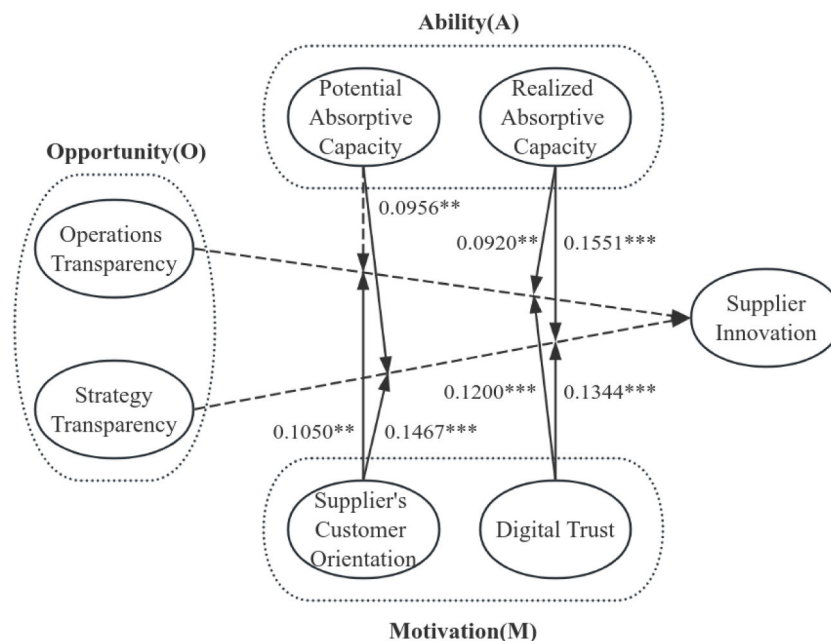 Ability(A)
Potential
Absorptive
Capacity
Realized
Absorptive
Capacity
Opportunity(O)
Operations
Transparency
Strategy
Transparency
0.0956**
0.0920**
0.1551***
Supplier
Innovation
0.1200***
0.1344***
0.1050**
0.1467***
Supplier's
Customer
Orientation
Digital Trust
Motivation(M)